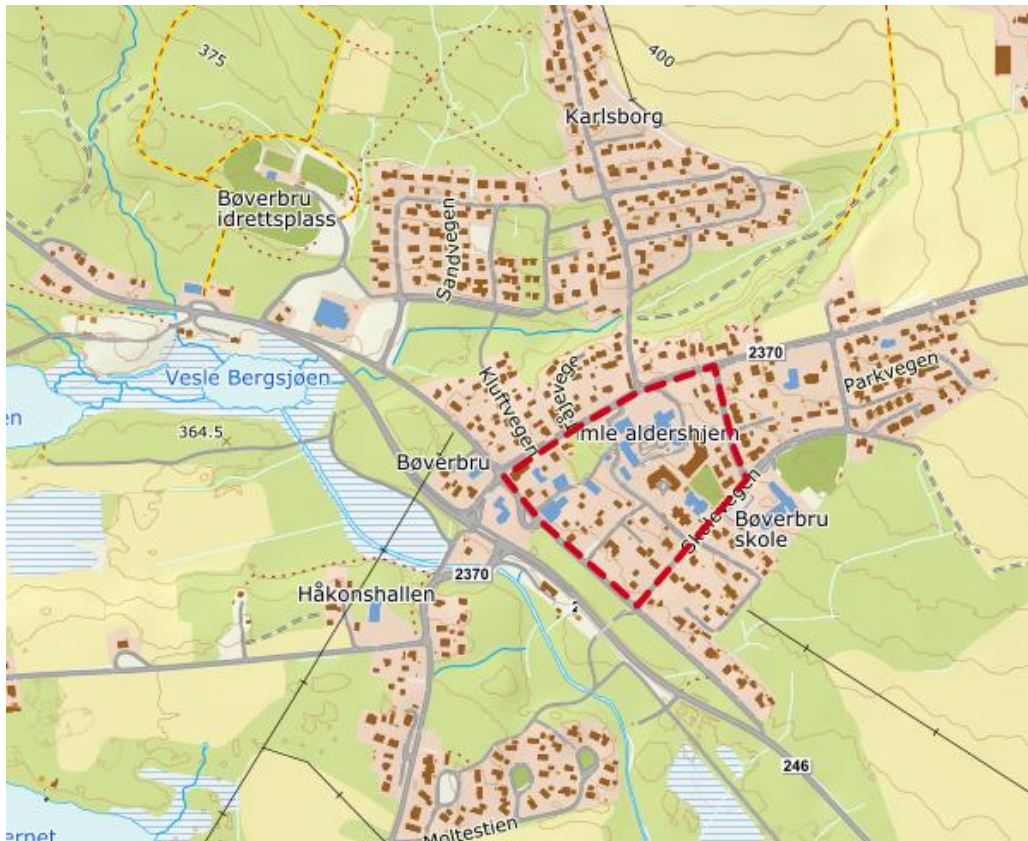 375
400
Karlsborg
Bøverbru
idrettsplass
Sandvegen
2370
Vesle Bergsjøen
Parkvegen
Kluftvegen
364.5
imle aldershjem
Bøverbru
Skolevegen
Bøverbru
skole
2370
Håkonshallen
246
Moltestien